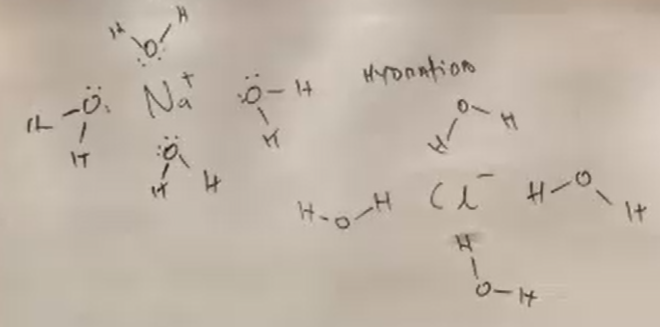 H H
:O:
H - Ö: Na⁺ :Ö - H
H H
:Ö:
H H
HYDRATION
O
H H
H - O - H Cl⁻ H - O
H
H
O - H